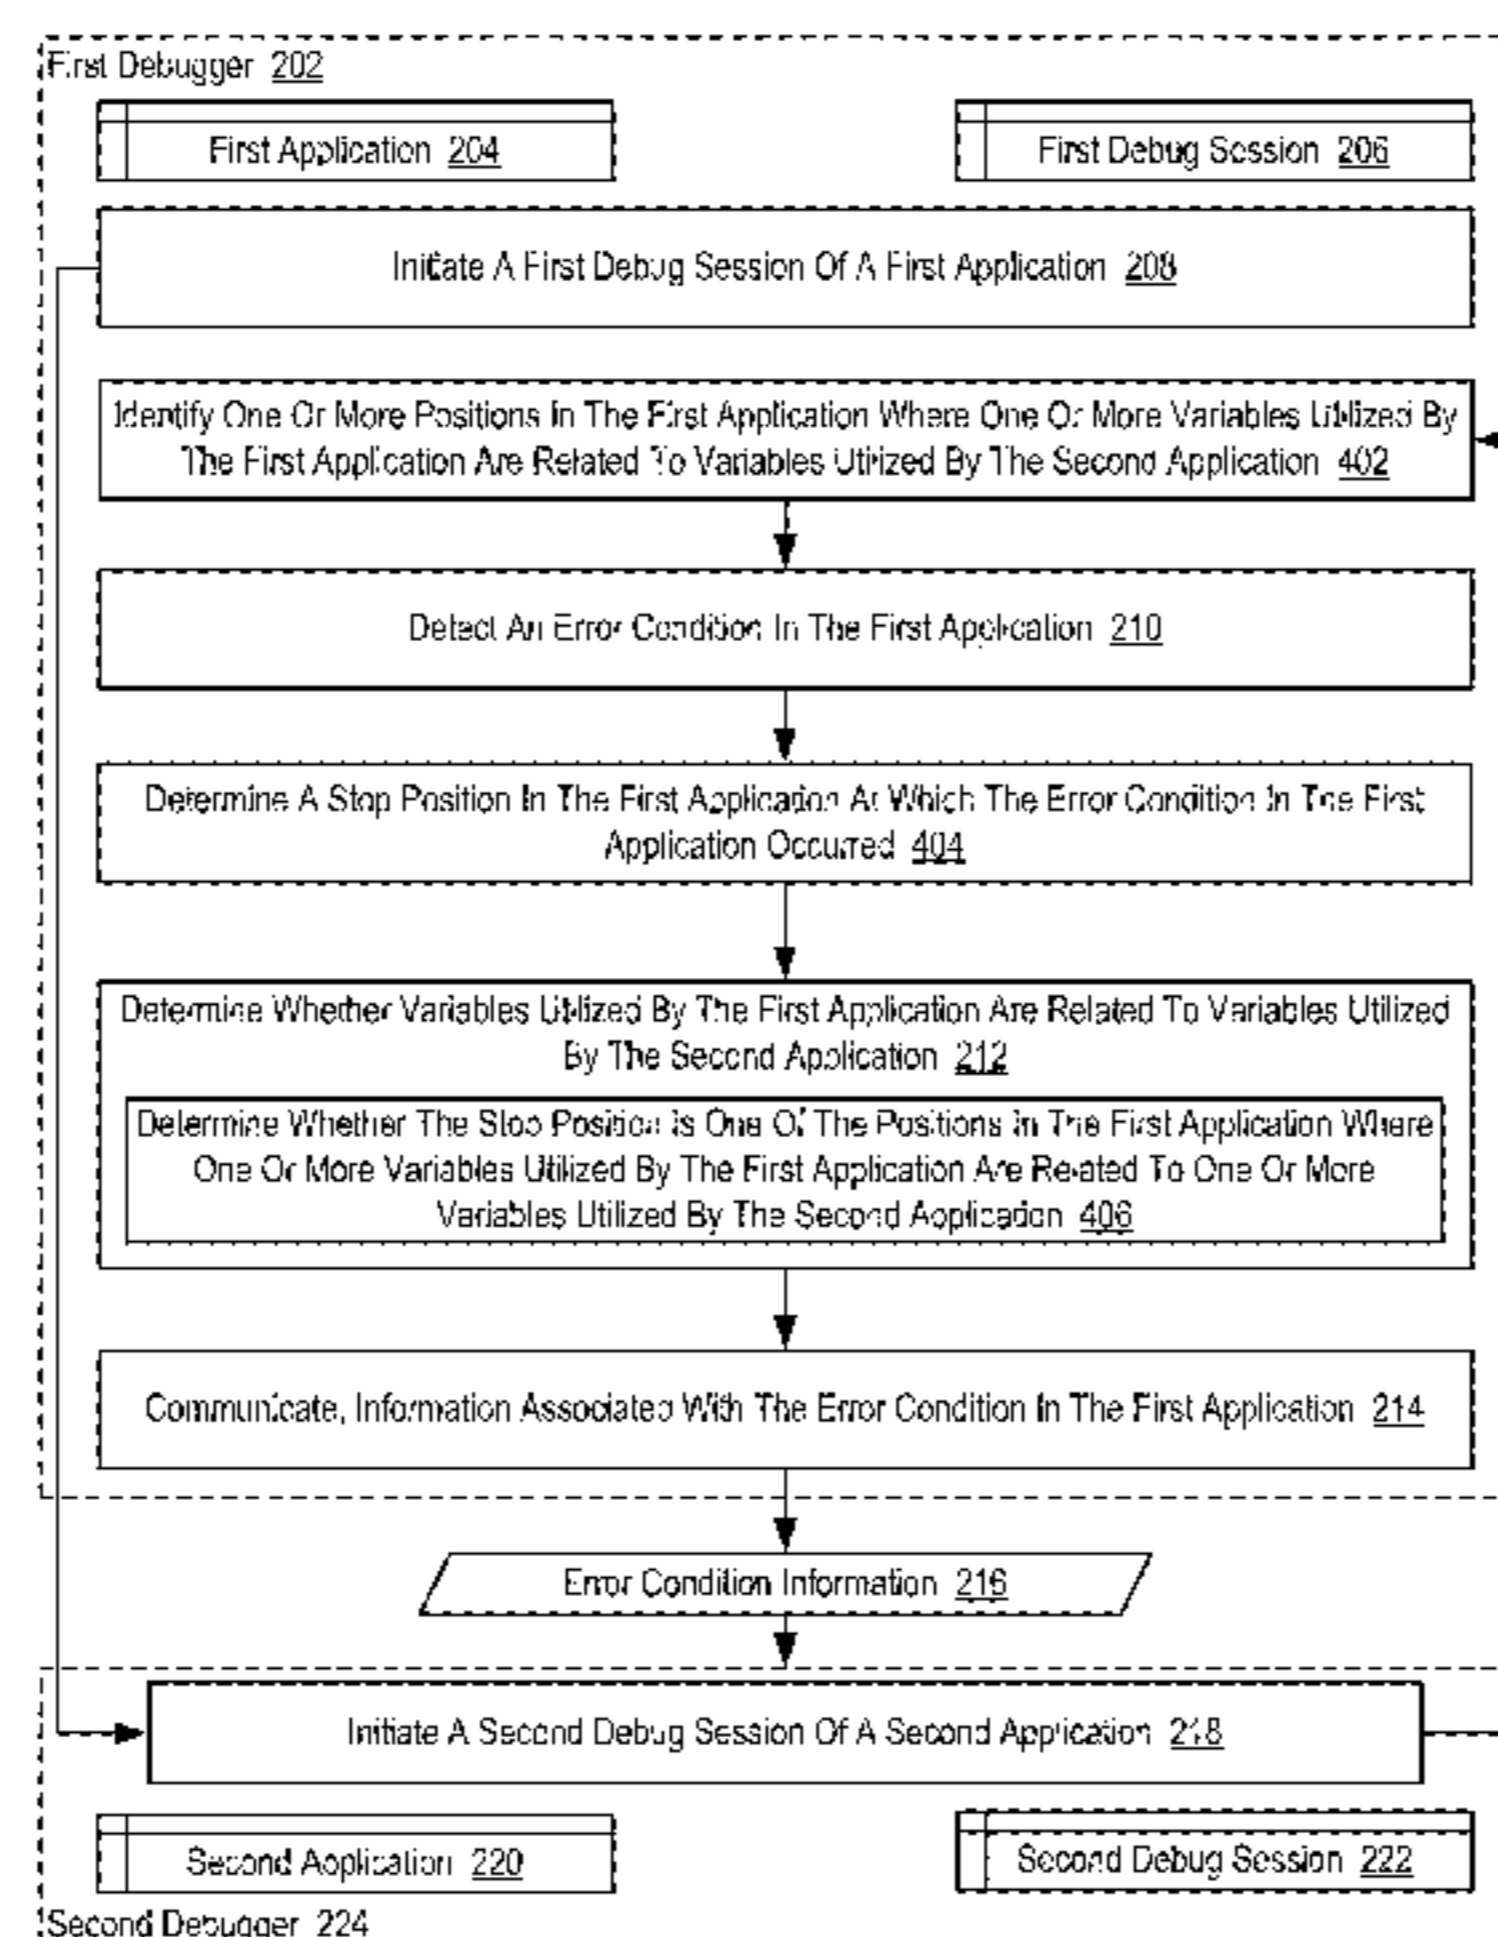 First Debugger 202
First Application 204
First Debug Session 206
Initiate A First Debug Session Of A First Application 208
Identify One Or More Positions In The First Application Where One Or More Variables Utilized By
The First Application Are Related To Variables Utilized By The Second Application 402
Detect An Error Condition In The First Application 210
Determine A Stop Position In The First Application At Which The Error Condition In The First
Application Occurred 404
Determine Whether Variables Utilized By The First Application Are Related To Variables Utilized
By The Second Application 212
Determine Whether The Stop Position Is One Of The Positions In The First Application Where
One Or More Variables Utilized By The First Application Are Related To One Or More
Variables Utilized By The Second Application 406
Communicate, Information Associated With The Error Condition In The First Application 214
Error Condition Information 216
Initiate A Second Debug Session Of A Second Application 218
Second Application 220
Second Debug Session 222
Second Debugger 224